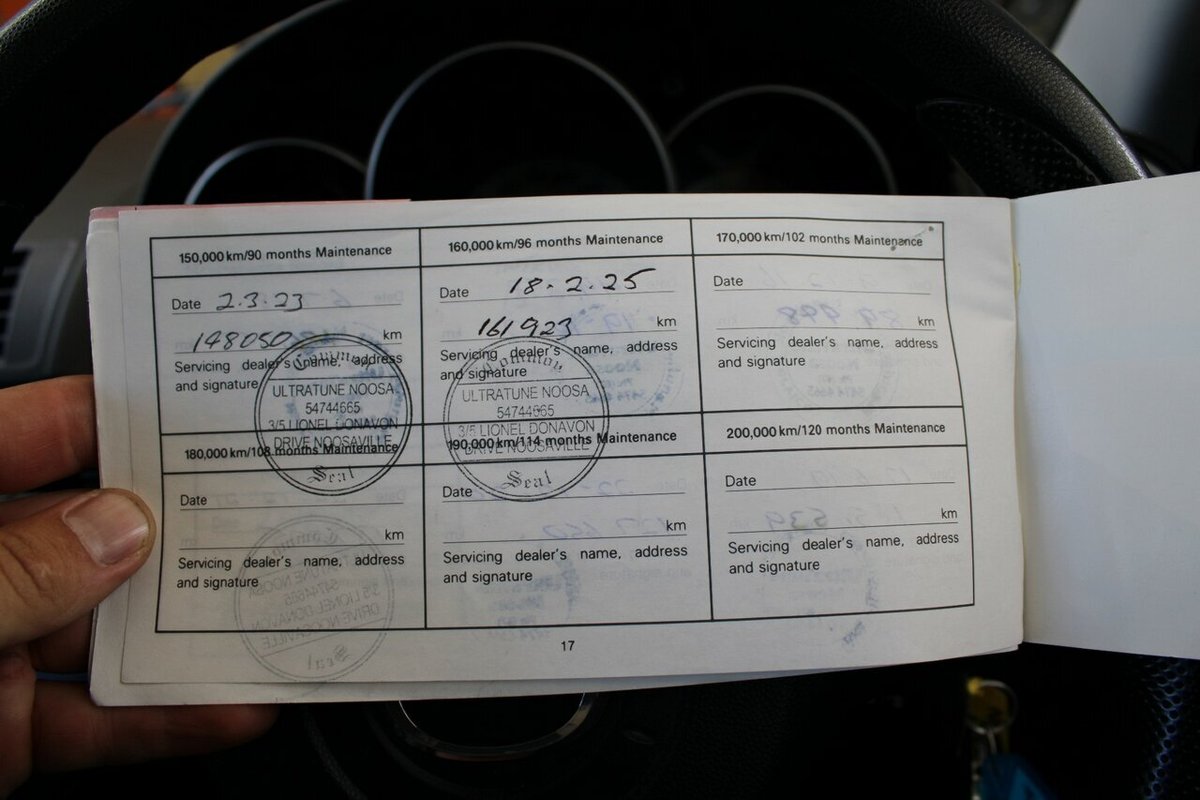 150,000 km/90 months Maintenance
Date 2.3.23
148050 km
Servicing dealer's name, address
and signature
Common
ULTRATUNE NOOSA
54744665
3/5 LIONEL DONAVON
DRIVE NOOSAVILLE
Seal
160,000 km/96 months Maintenance
Date 18.2.25
161923 km
Servicing dealer's name, address
and signature
Common
ULTRATUNE NOOSA
54744665
3/5 LIONEL DONAVON
DRIVE NOOSAVILLE
Seal
170,000 km/102 months Maintenance
Date
km
Servicing dealer's name, address
and signature
180,000 km/108 months Maintenance
Date
km
Servicing dealer's name, address
and signature
190,000 km/114 months Maintenance
Date
km
Servicing dealer's name, address
and signature
200,000 km/120 months Maintenance
Date
km
Servicing dealer's name, address
and signature
17